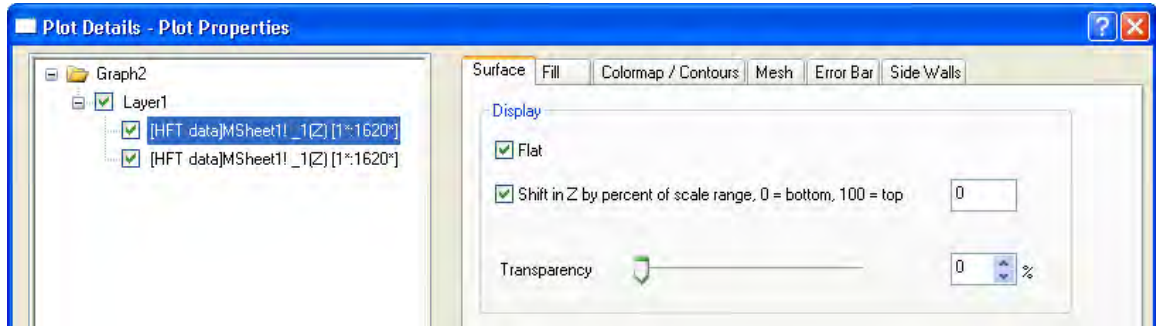 Plot Details - Plot Properties
Graph2
Layer1
[HFT data]MSheet1! _1(Z) [1*:1620*]
[HFT data]MSheet1! _1(Z) [1*:1620*]
Surface Fill Colormap / Contours Mesh Error Bar Side Walls
Display
Flat
Shift in Z by percent of scale range, 0 = bottom, 100 = top 0
Transparency 0 %